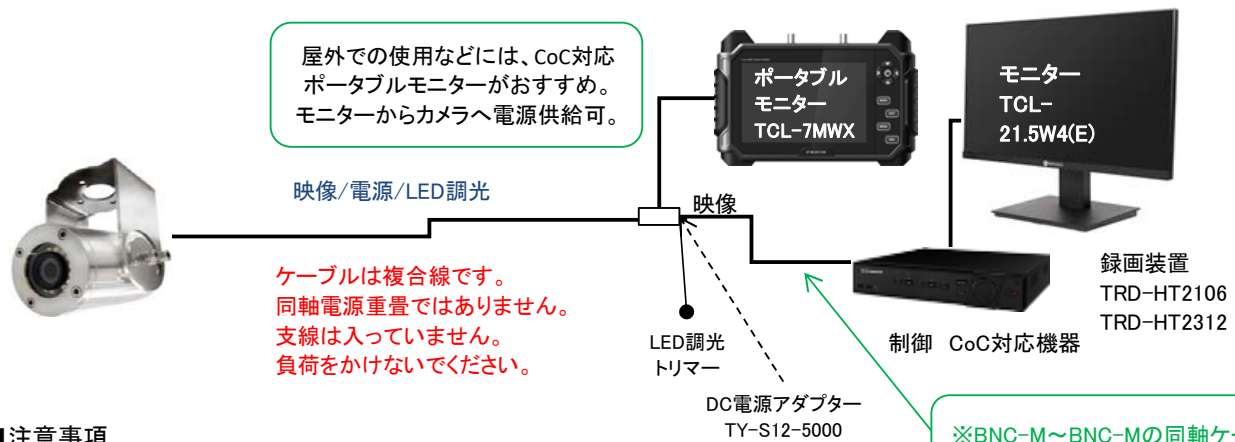 屋外での使用などには、CoC対応
ポータブルモニターがおすすめ。
モニターからカメラへ電源供給可。
ポータブル
モニター
TCL-7MWX
モニター
TCL-
21.5W4(E)
映像/電源/LED調光
映像
ケーブルは複合線です。
同軸電源重畳ではありません。
支線は入っていません。
負荷をかけないでください。
録画装置
TRD-HT2106
TRD-HT2312
制御 CoC対応機器
LED調光
トリマー
DC電源アダプター
TY-S12-5000
■注意事項
※BNC-M～BNC-Mの同軸ケー